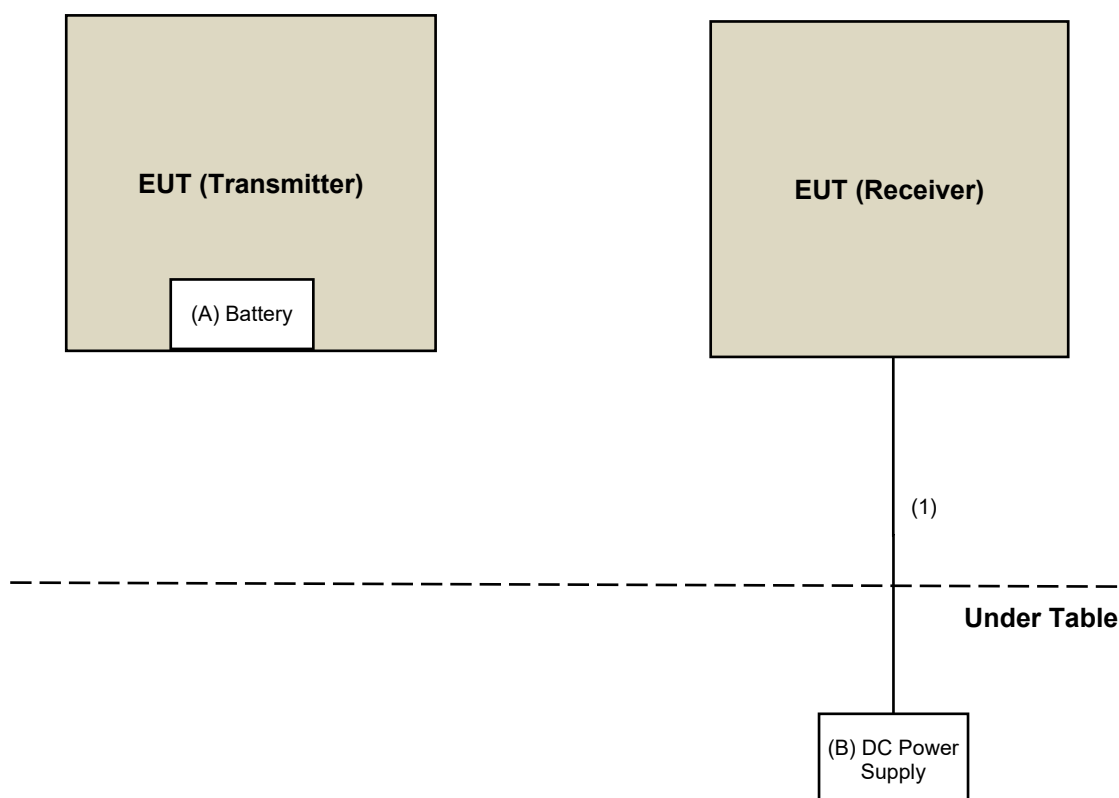 EUT (Transmitter)
EUT (Receiver)
(A) Battery
(1)
Under Table
(B) DC Power
Supply